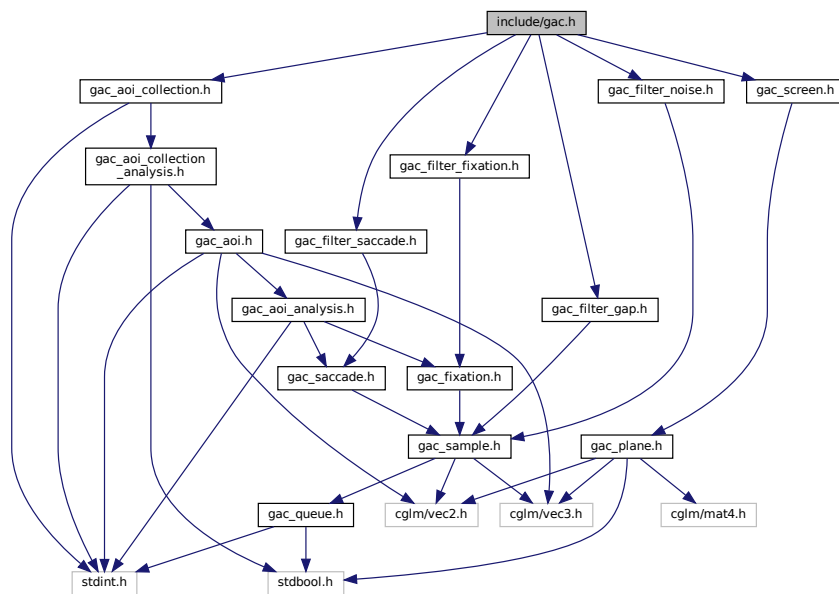 include/gac.h
gac_aoi_collection.h
gac_filter_noise.h
gac_screen.h
gac_aoi_collection
_analysis.h
gac_filter_fixation.h
gac_aoi.h
gac_filter_saccade.h
gac_aoi_analysis.h
gac_filter_gap.h
gac_saccade.h
gac_fixation.h
gac_sample.h
gac_plane.h
gac_queue.h
cglm/vec2.h
cglm/vec3.h
cglm/mat4.h
stdint.h
stdbool.h